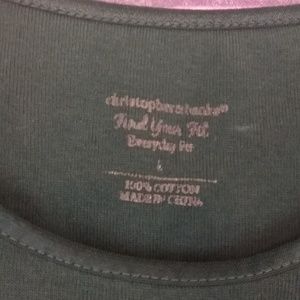 christopher & banks®
Find Your Fit
Everyday Fit
L
100% COTTON
MADE IN CHINA